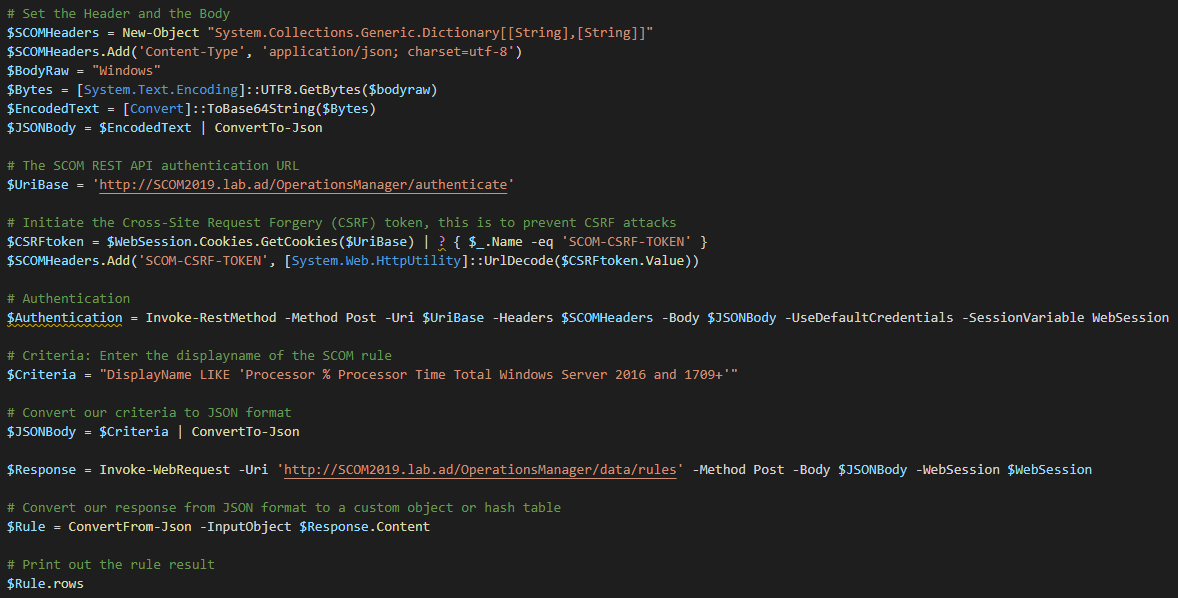 # Set the Header and the Body
$SCOMHeaders = New-Object "System.Collections.Generic.Dictionary[[String],[String]]"
$SCOMHeaders.Add('Content-Type', 'application/json; charset=utf-8')
$BodyRaw = "Windows"
$Bytes = [System.Text.Encoding]::UTF8.GetBytes($bodyraw)
$EncodedText = [Convert]::ToBase64String($Bytes)
$JSONBody = $EncodedText | ConvertTo-Json
# The SCOM REST API authentication URL
$UriBase = 'http://SCOM2019.lab.ad/OperationsManager/authenticate'
# Initiate the Cross-Site Request Forgery (CSRF) token, this is to prevent CSRF attacks
$CSRFtoken = $WebSession.Cookies.GetCookies($UriBase) | ? { $_.Name -eq 'SCOM-CSRF-TOKEN' }
$SCOMHeaders.Add('SCOM-CSRF-TOKEN', [System.Web.HttpUtility]::UrlDecode($CSRFtoken.Value))
# Authentication
$Authentication = Invoke-RestMethod -Method Post -Uri $UriBase -Headers $SCOMHeaders -Body $JSONBody -UseDefaultCredentials -SessionVariable WebSession
# Criteria: Enter the displayname of the SCOM rule
$Criteria = "DisplayName LIKE 'Processor % Processor Time Total Windows Server 2016 and 1709+'"
# Convert our criteria to JSON format
$JSONBody = $Criteria | ConvertTo-Json
$Response = Invoke-WebRequest -Uri 'http://SCOM2019.lab.ad/OperationsManager/data/rules' -Method Post -Body $JSONBody -WebSession $WebSession
# Convert our response from JSON format to a custom object or hash table
$Rule = ConvertFrom-Json -InputObject $Response.Content
# Print out the rule result
$Rule.rows